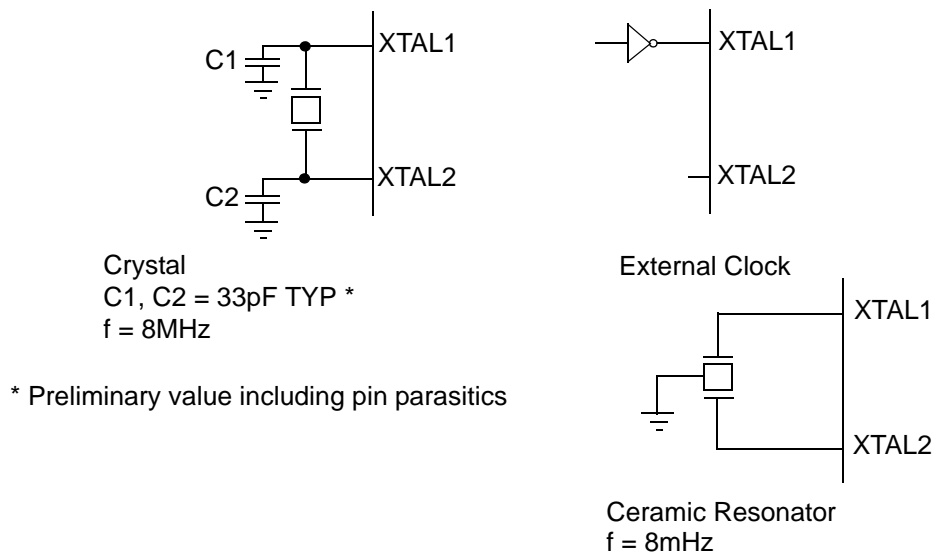 C1
XTAL1
C2
XTAL2
Crystal
C1, C2 = 33pF TYP *
f = 8MHz
* Preliminary value including pin parasitics
XTAL1
XTAL2
External Clock
XTAL1
XTAL2
Ceramic Resonator
f = 8mHz